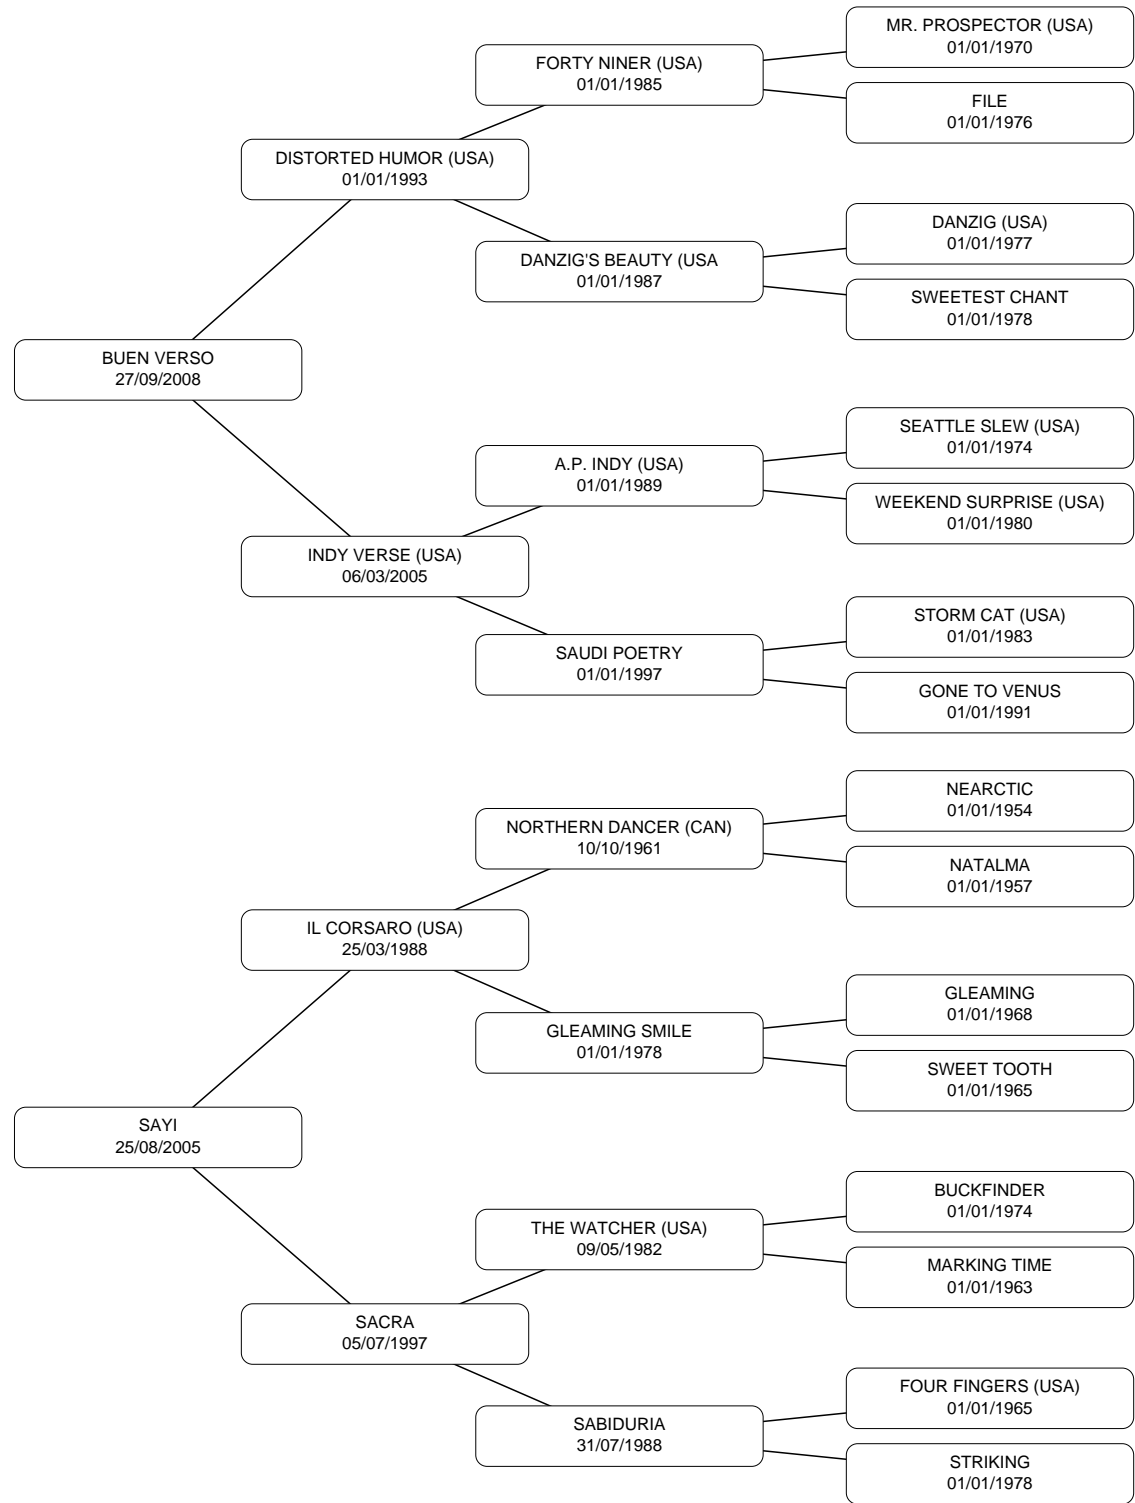 MR. PROSPECTOR (USA)
01/01/1970
FORTY NINER (USA)
01/01/1985
FILE
01/01/1976
DISTORTED HUMOR (USA)
01/01/1993
DANZIG (USA)
01/01/1977
DANZIG'S BEAUTY (USA
01/01/1987
SWEETEST CHANT
01/01/1978
BUEN VERSO
27/09/2008
SEATTLE SLEW (USA)
01/01/1974
A.P. INDY (USA)
01/01/1989
WEEKEND SURPRISE (USA)
01/01/1980
INDY VERSE (USA)
06/03/2005
STORM CAT (USA)
01/01/1983
SAUDI POETRY
01/01/1997
GONE TO VENUS
01/01/1991
NEARCTIC
01/01/1954
NORTHERN DANCER (CAN)
10/10/1961
NATALMA
01/01/1957
IL CORSARO (USA)
25/03/1988
GLEAMING
01/01/1968
GLEAMING SMILE
01/01/1978
SWEET TOOTH
01/01/1965
SAYI
25/08/2005
BUCKFINDER
01/01/1974
THE WATCHER (USA)
09/05/1982
MARKING TIME
01/01/1963
SACRA
05/07/1997
FOUR FINGERS (USA)
01/01/1965
SABIDURIA
31/07/1988
STRIKING
01/01/1978